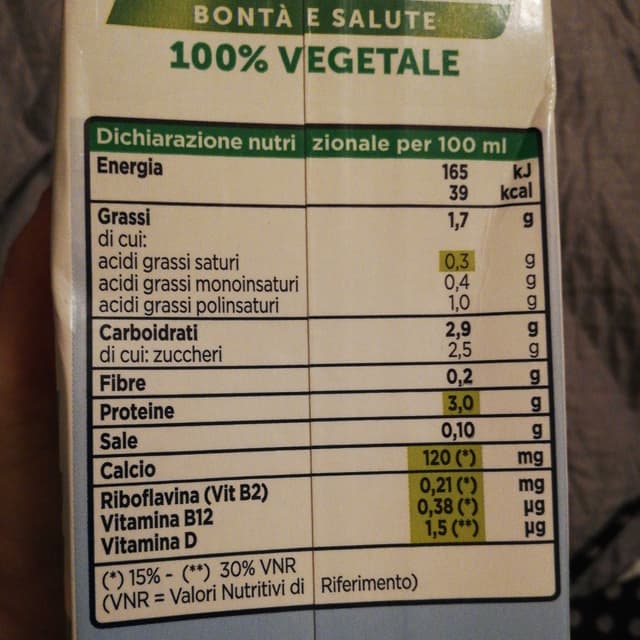 BONTÀ E SALUTE
100% VEGETALE
Dichiarazione nutrizionale per 100 ml
Energia 165 kJ
39 kcal
Grassi 1,7 g
di cui:
acidi grassi saturi 0,3 g
acidi grassi monoinsaturi 0,4 g
acidi grassi polinsaturi 1,0 g
Carboidrati 2,9 g
di cui: zuccheri 2,5 g
Fibre 0,2 g
Proteine 3,0 g
Sale 0,10 g
Calcio 120 (*) mg
Riboflavina (Vit B2) 0,21 (*) mg
Vitamina B12 0,38 (*) µg
Vitamina D 1,5 (**) µg
(*) 15% - (**) 30% VNR
(VNR = Valori Nutritivi di Riferimento)